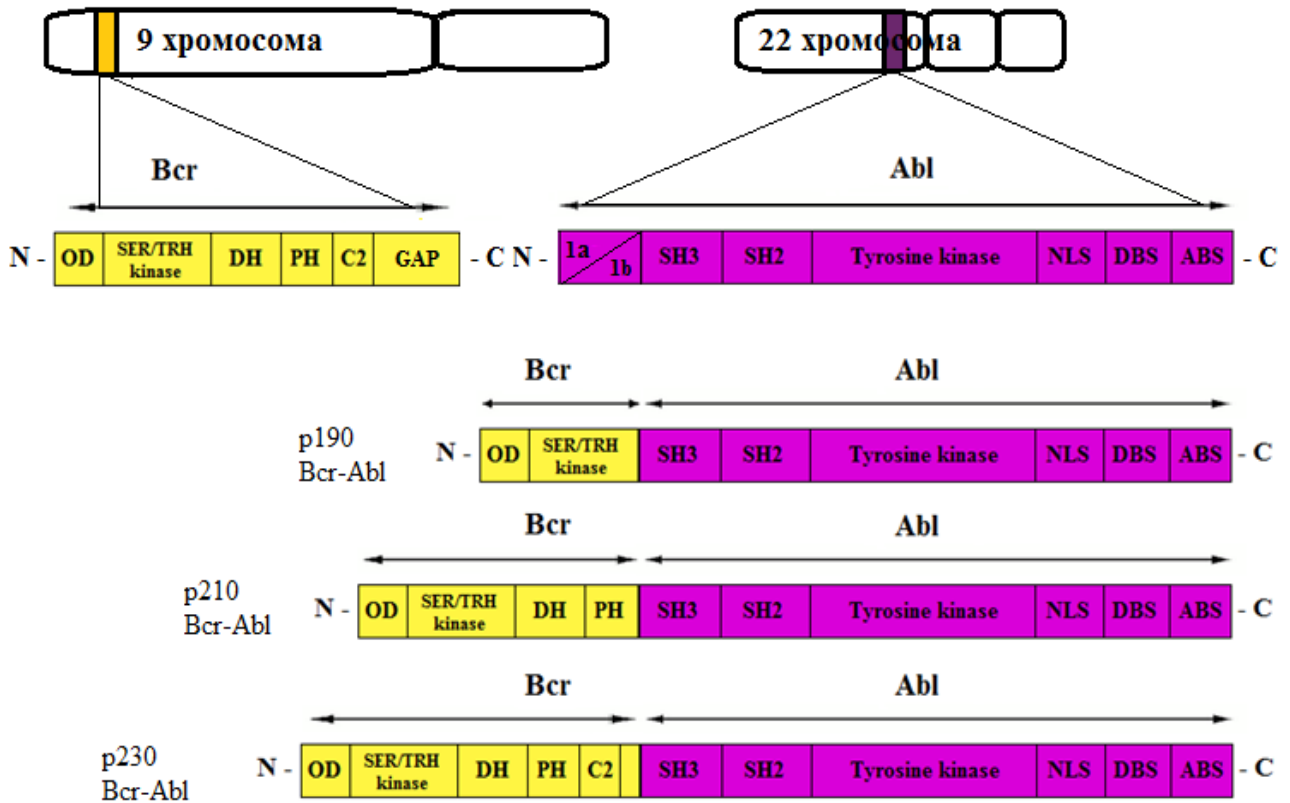 9 хромосома
22 хромосома
Bcr
Abl
N - OD SER/TRH kinase DH PH C2 GAP - C
N - 1a 1b SH3 SH2 Tyrosine kinase NLS DBS ABS - C
Bcr
Abl
p190
Bcr-Abl
N - OD SER/TRH kinase SH3 SH2 Tyrosine kinase NLS DBS ABS - C
Bcr
Abl
p210
Bcr-Abl
N - OD SER/TRH kinase DH PH SH3 SH2 Tyrosine kinase NLS DBS ABS - C
Bcr
Abl
p230
Bcr-Abl
N - OD SER/TRH kinase DH PH C2 SH3 SH2 Tyrosine kinase NLS DBS ABS - C